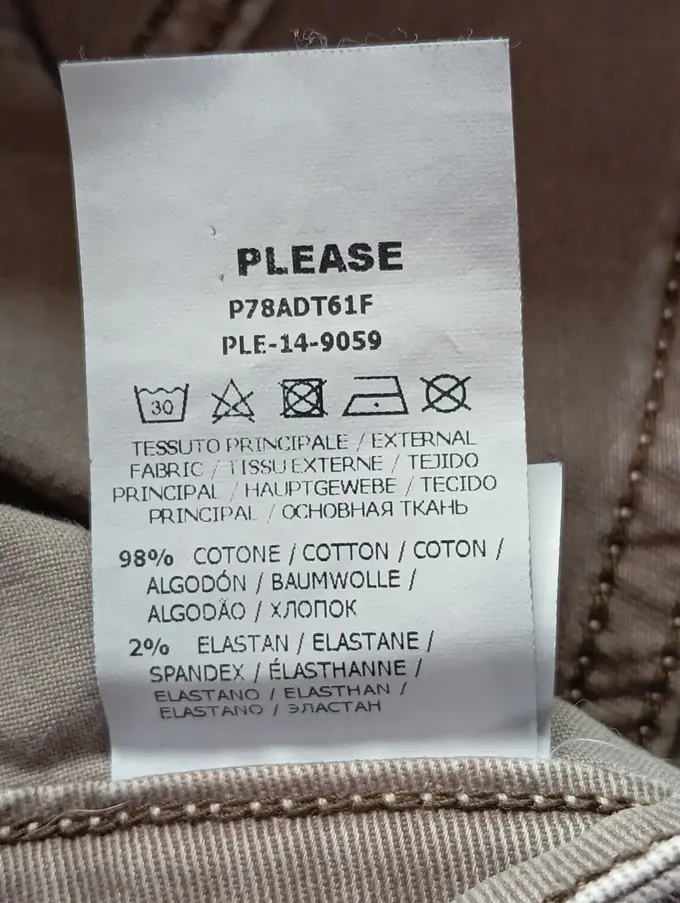 PLEASE
P78ADT61F
PLE-14-9059
30
TESSUTO PRINCIPALE / EXTERNAL
FABRIC / TISSU EXTERNE / TEJIDO
PRINCIPAL / HAUPTGEWEBE / TECIDO
PRINCIPAL / ОСНОВНАЯ ТКАНЬ
98% COTONE / COTTON / COTON /
ALGODÓN / BAUMWOLLE /
ALGODÃO / ХЛОПОК
2% ELASTAN / ELASTANE /
SPANDEX / ÉLASTHANNE /
ELASTANO / ELASTHAN /
ELASTANO / ЭЛАСТАН